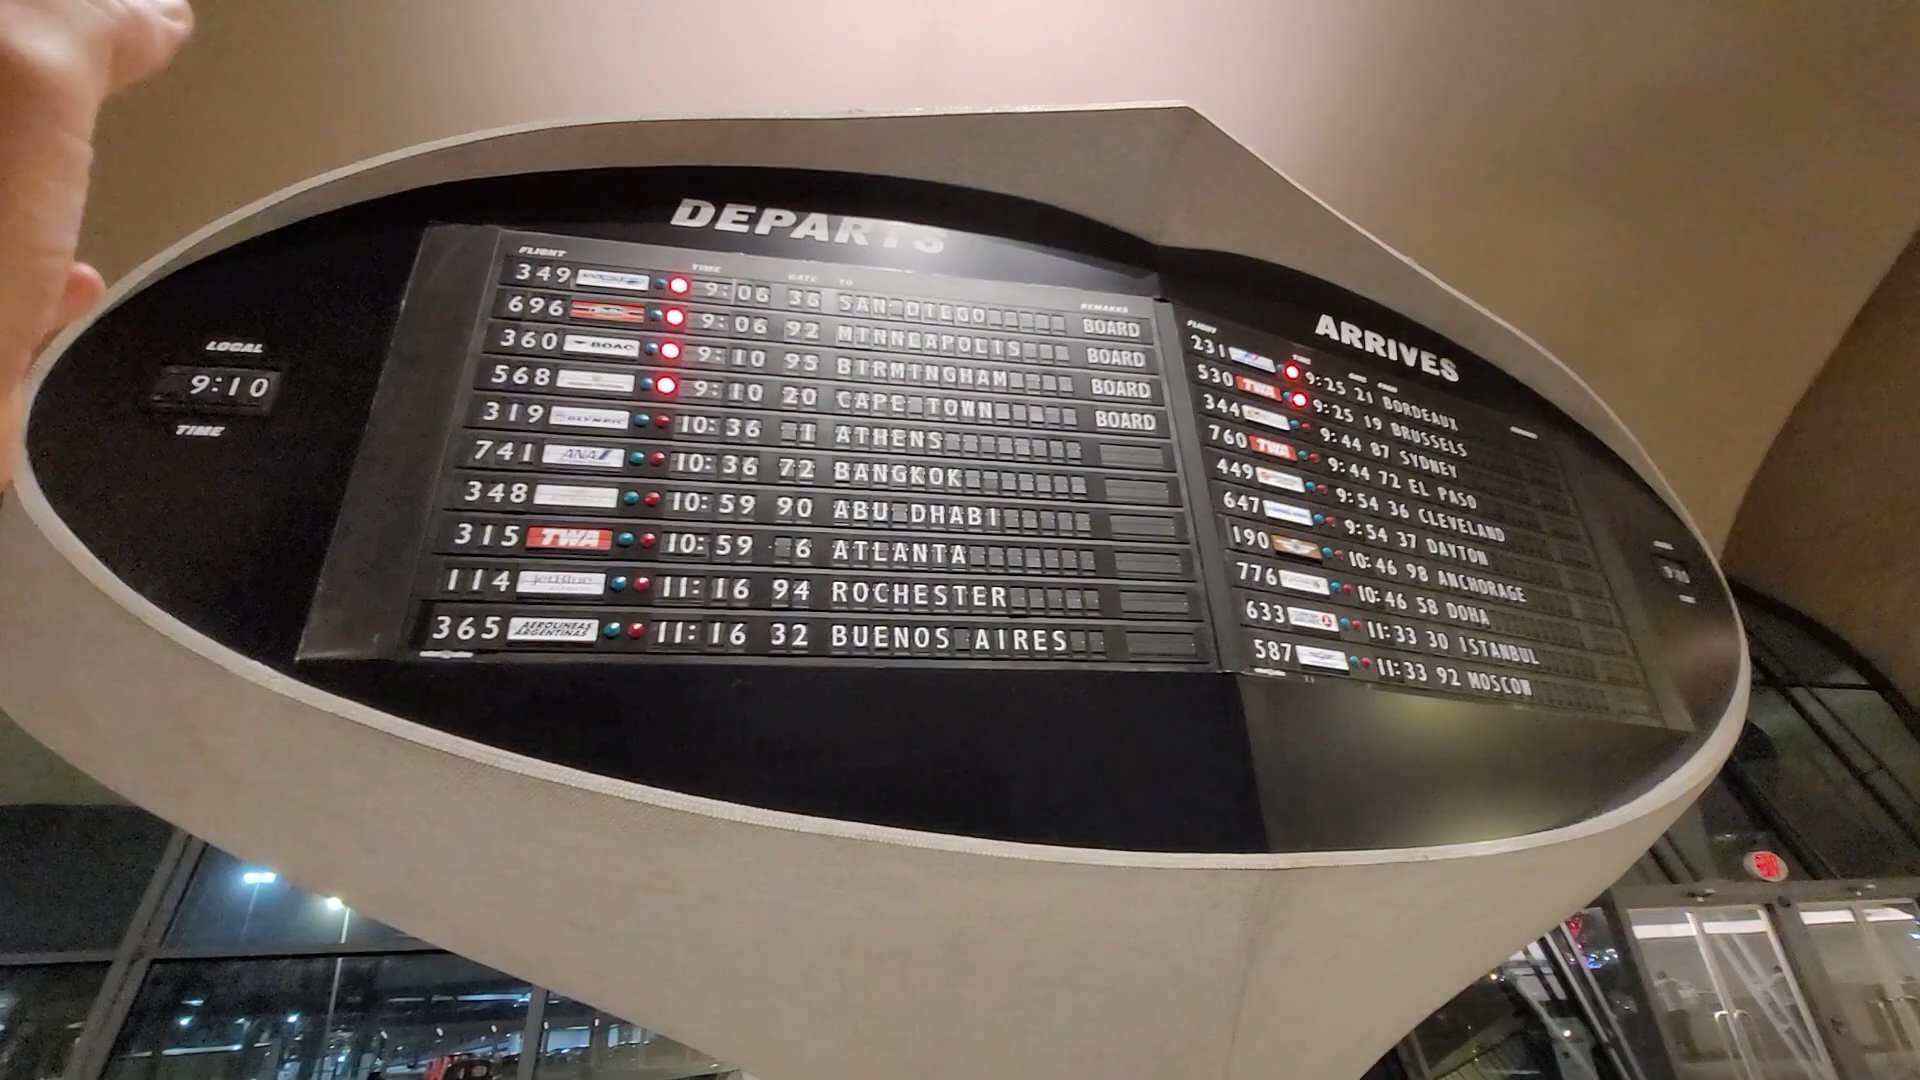 DEPARTS
FLIGHT TIME DATE TO REMARKS
349 9:06 36 SAN DIEGO BOARD
696 9:06 92 MINNEAPOLIS BOARD
360 BOAC 9:10 95 BIRMINGHAM BOARD
568 9:10 20 CAPE TOWN BOARD
319 OLYMPIC 10:36 1 ATHENS
741 ANA 10:36 72 BANGKOK
348 10:59 90 ABU DHABI
315 TWA 10:59 6 ATLANTA
114 jetBlue 11:16 94 ROCHESTER
365 AEROLINEAS ARGENTINAS 11:16 32 BUENOS AIRES
LOCAL
9:10
TIME
ARRIVES
FLIGHT TIME
231 9:25 21 BORDEAUX
530 TWA 9:25 19 BRUSSELS
344 9:44 87 SYDNEY
760 TWA 9:44 72 EL PASO
449 9:54 36 CLEVELAND
647 9:54 37 DAYTON
190 10:46 98 ANCHORAGE
776 10:46 58 DOHA
633 11:33 30 ISTANBUL
587 11:33 92 MOSCOW